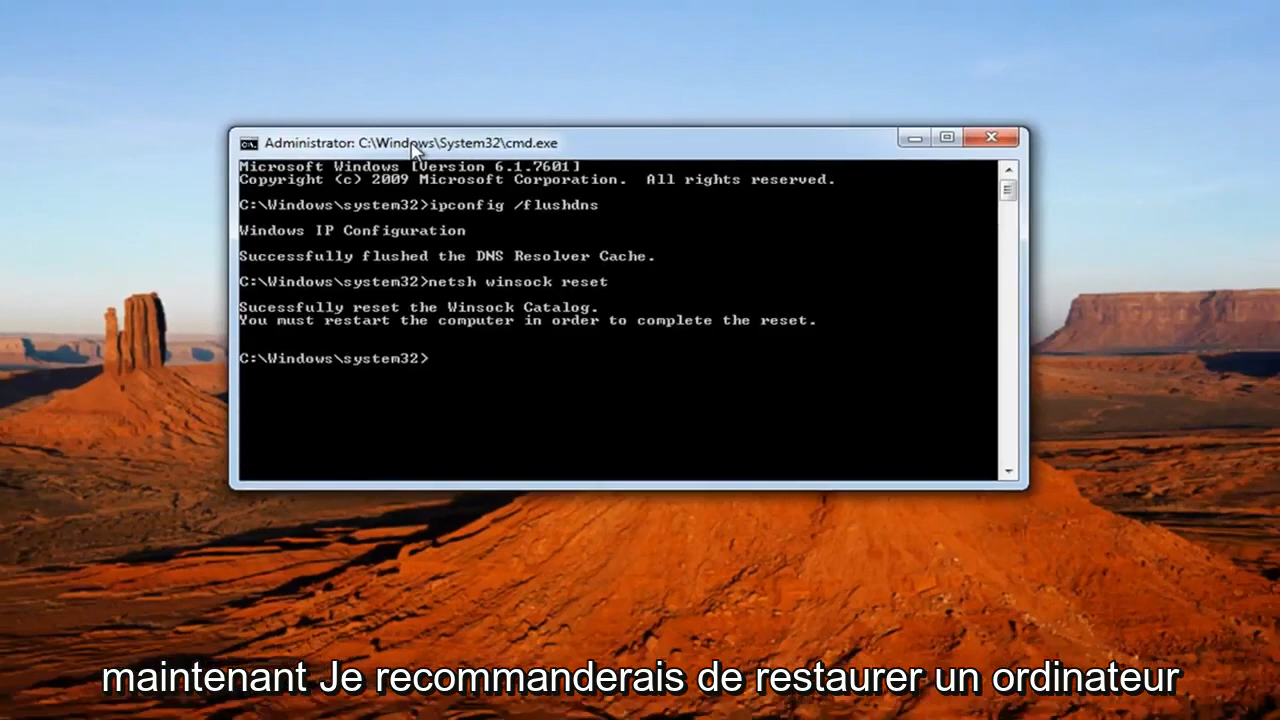 Administrator: C:\Windows\System32\cmd.exe
Microsoft Windows [Version 6.1.7601]
Copyright (c) 2009 Microsoft Corporation.  All rights reserved.
C:\Windows\system32>ipconfig /flushdns
Windows IP Configuration
Successfully flushed the DNS Resolver Cache.
C:\Windows\system32>netsh winsock reset
Sucessfully reset the Winsock Catalog.
You must restart the computer in order to complete the reset.
C:\Windows\system32>
maintenant Je recommanderais de restaurer un ordinateur